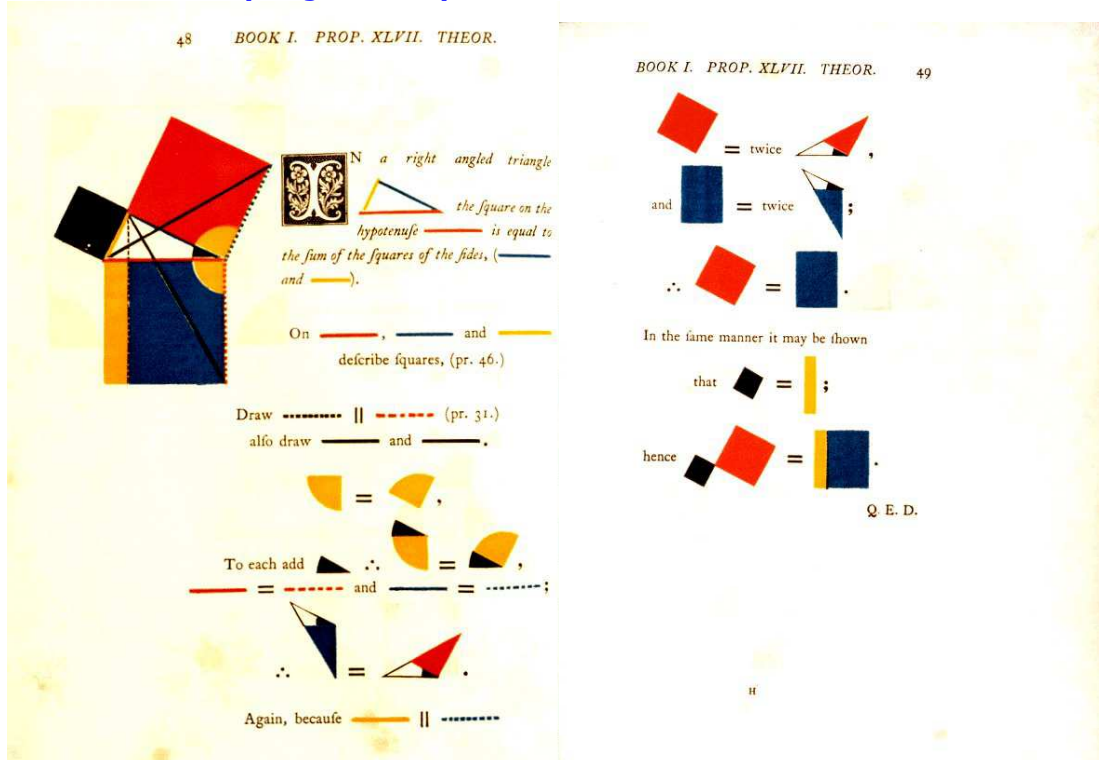 48 BOOK I. PROP. XLVII. THEOR.
IN a right angled triangle
the ſquare on the
hypotenuſe is equal to
the ſum of the ſquares of the ſides, (
and ).
On , and
deſcribe ſquares, (pr. 46.)
Draw || (pr. 31.)
alſo draw and .
= ,
To each add ∴ = ,
= and = ;
∴ = .
Again, becauſe ||
BOOK I. PROP. XLVII. THEOR. 49
= twice ,
and = twice ;
∴ = .
In the ſame manner it may be ſhown
that = ;
hence = .
Q. E. D.
H